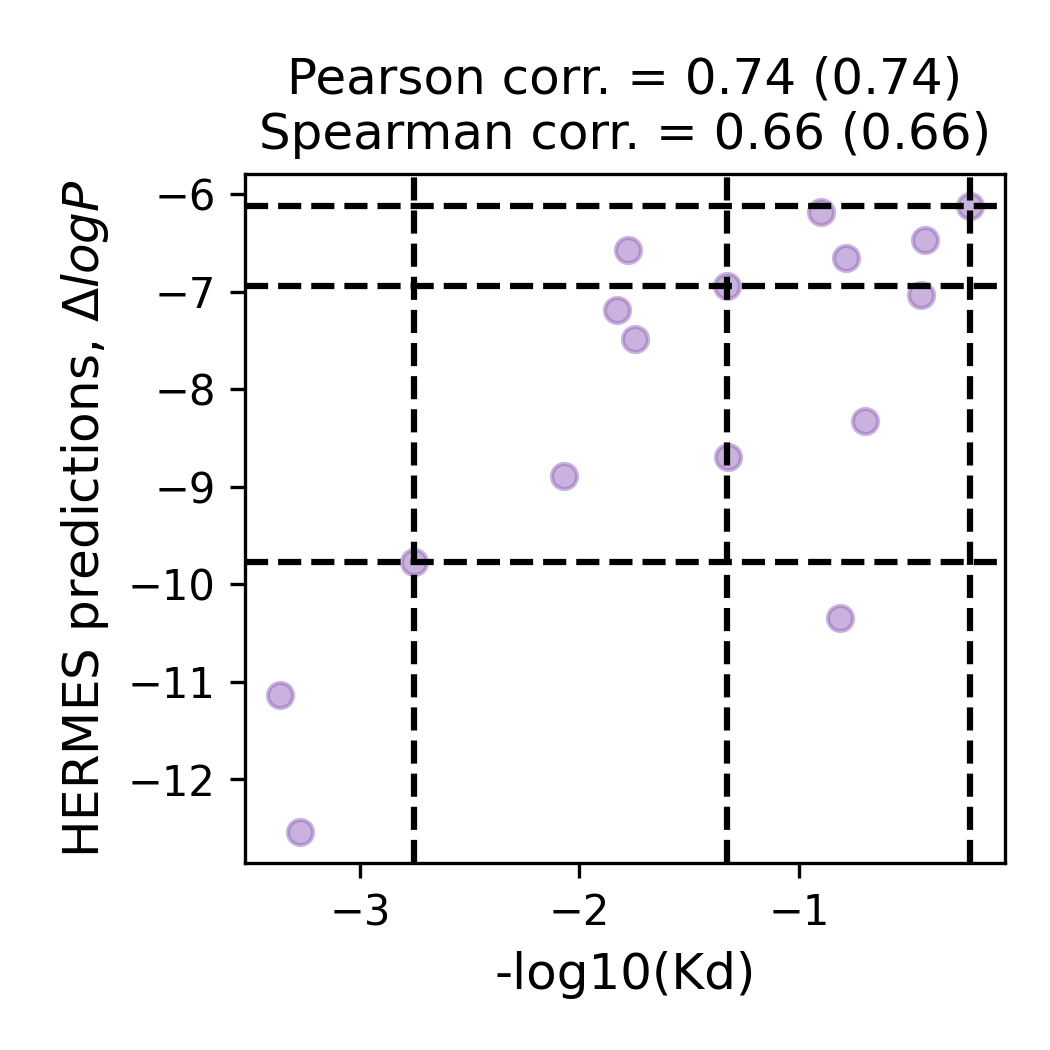 Pearson corr. = 0.74 (0.74)
Spearman corr. = 0.66 (0.66)
HERMES predictions, ΔlogP
−6
−7
−8
−9
−10
−11
−12
−3
−2
−1
-log10(Kd)